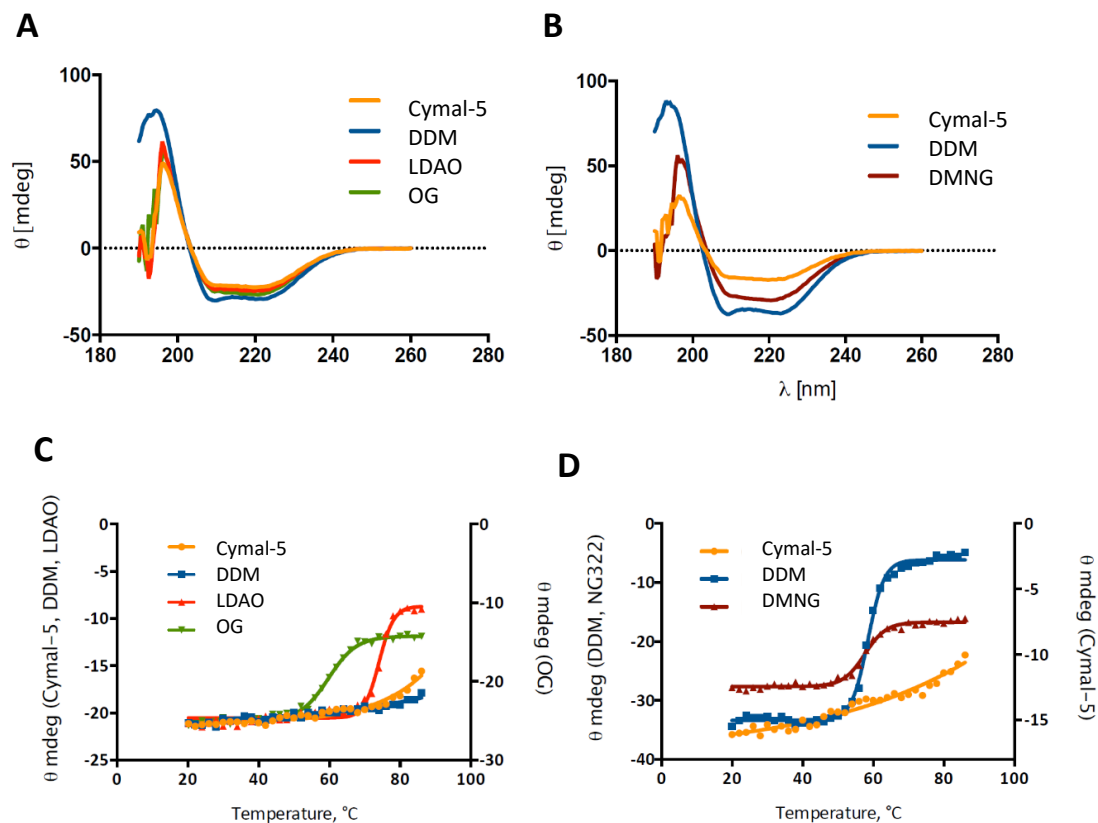 A
B
100
50
0
-50
180
200
220
240
260
280
θ [mdeg]
Cymal-5
DDM
LDAO
OG
100
50
0
-50
180
200
220
240
260
280
θ [mdeg]
λ [nm]
Cymal-5
DDM
DMNG
C
D
θ mdeg (Cymal-5, DDM, LDAO)
0
-5
-10
-15
-20
-25
0
20
40
60
80
100
Temperature, °C
Cymal-5
DDM
LDAO
OG
0
-10
-20
-30
θ mdeg (OG)
θ mdeg (DDM, NG322)
0
-10
-20
-30
-40
0
20
40
60
80
100
Temperature, °C
Cymal-5
DDM
DMNG
0
-5
-10
-15
θ mdeg (Cymal-5)